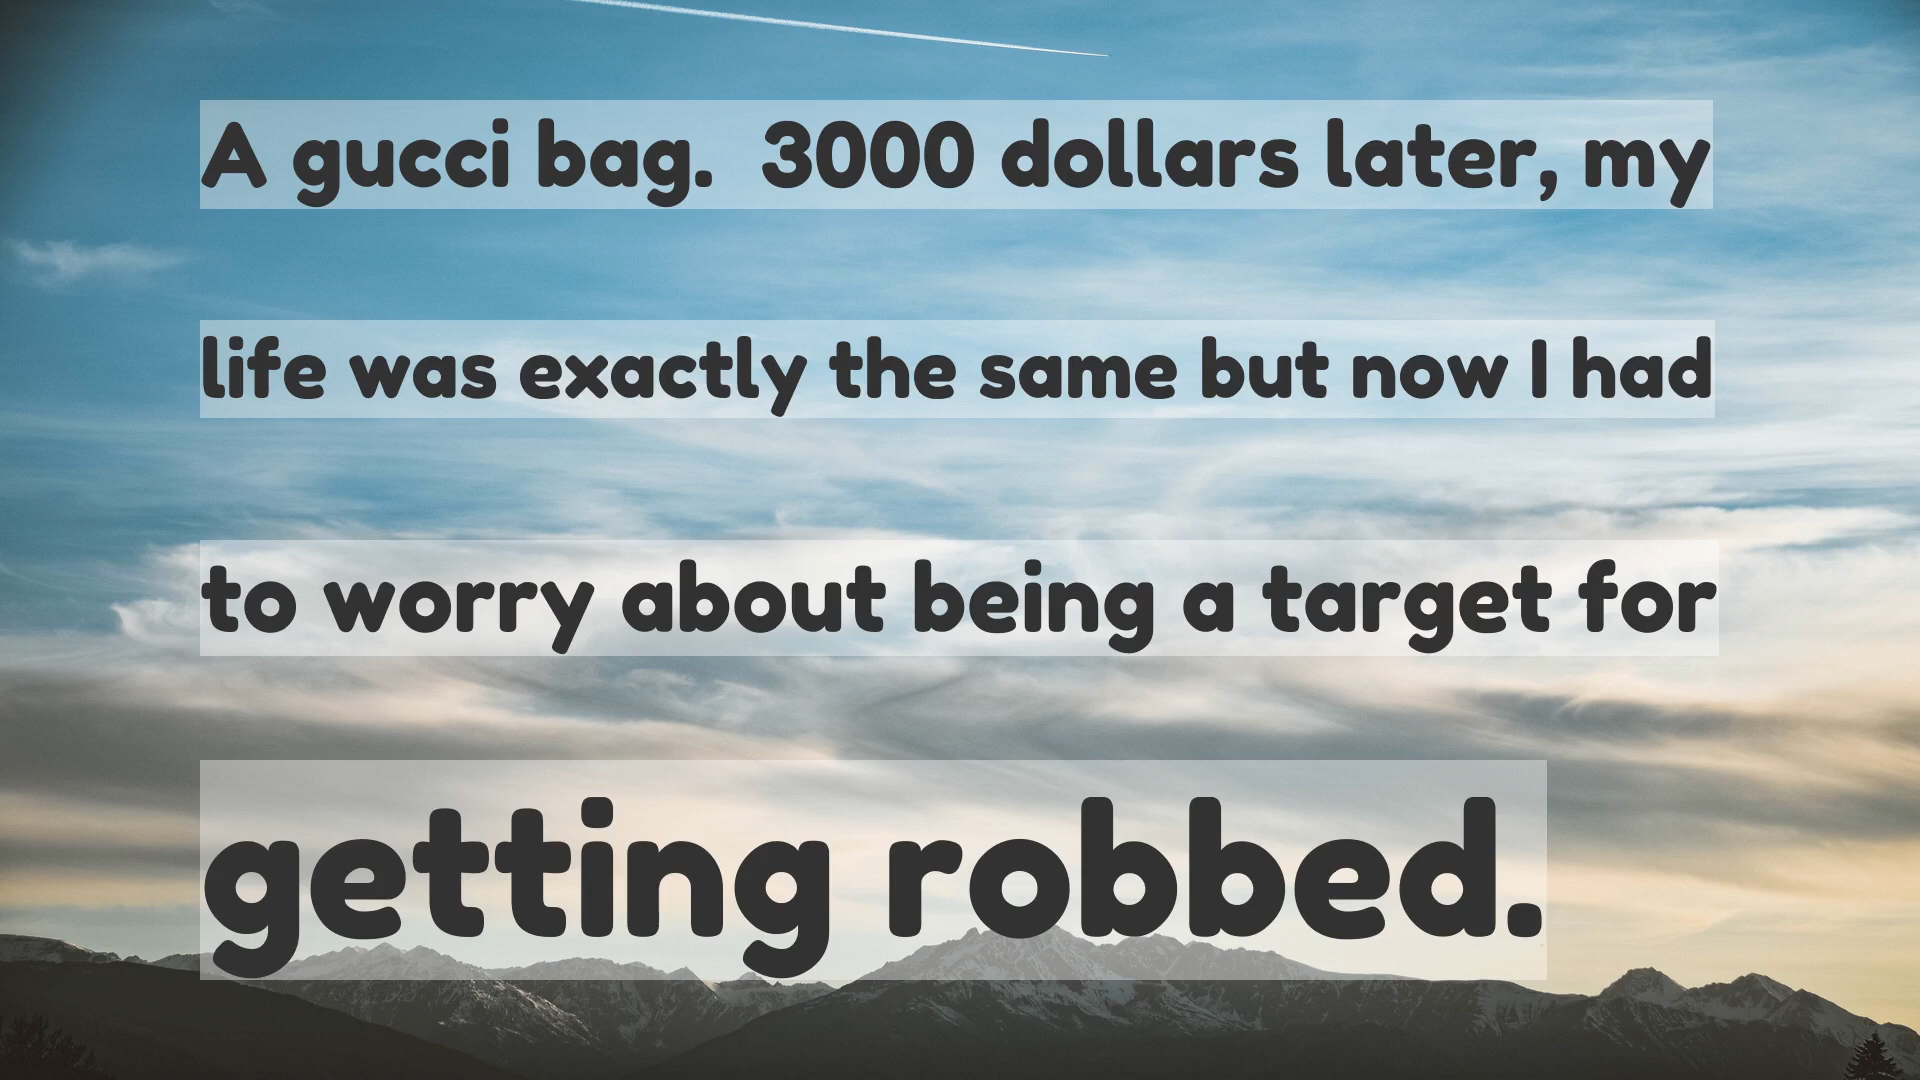 A gucci bag.  3000 dollars later, my
life was exactly the same but now I had
to worry about being a target for
getting robbed.